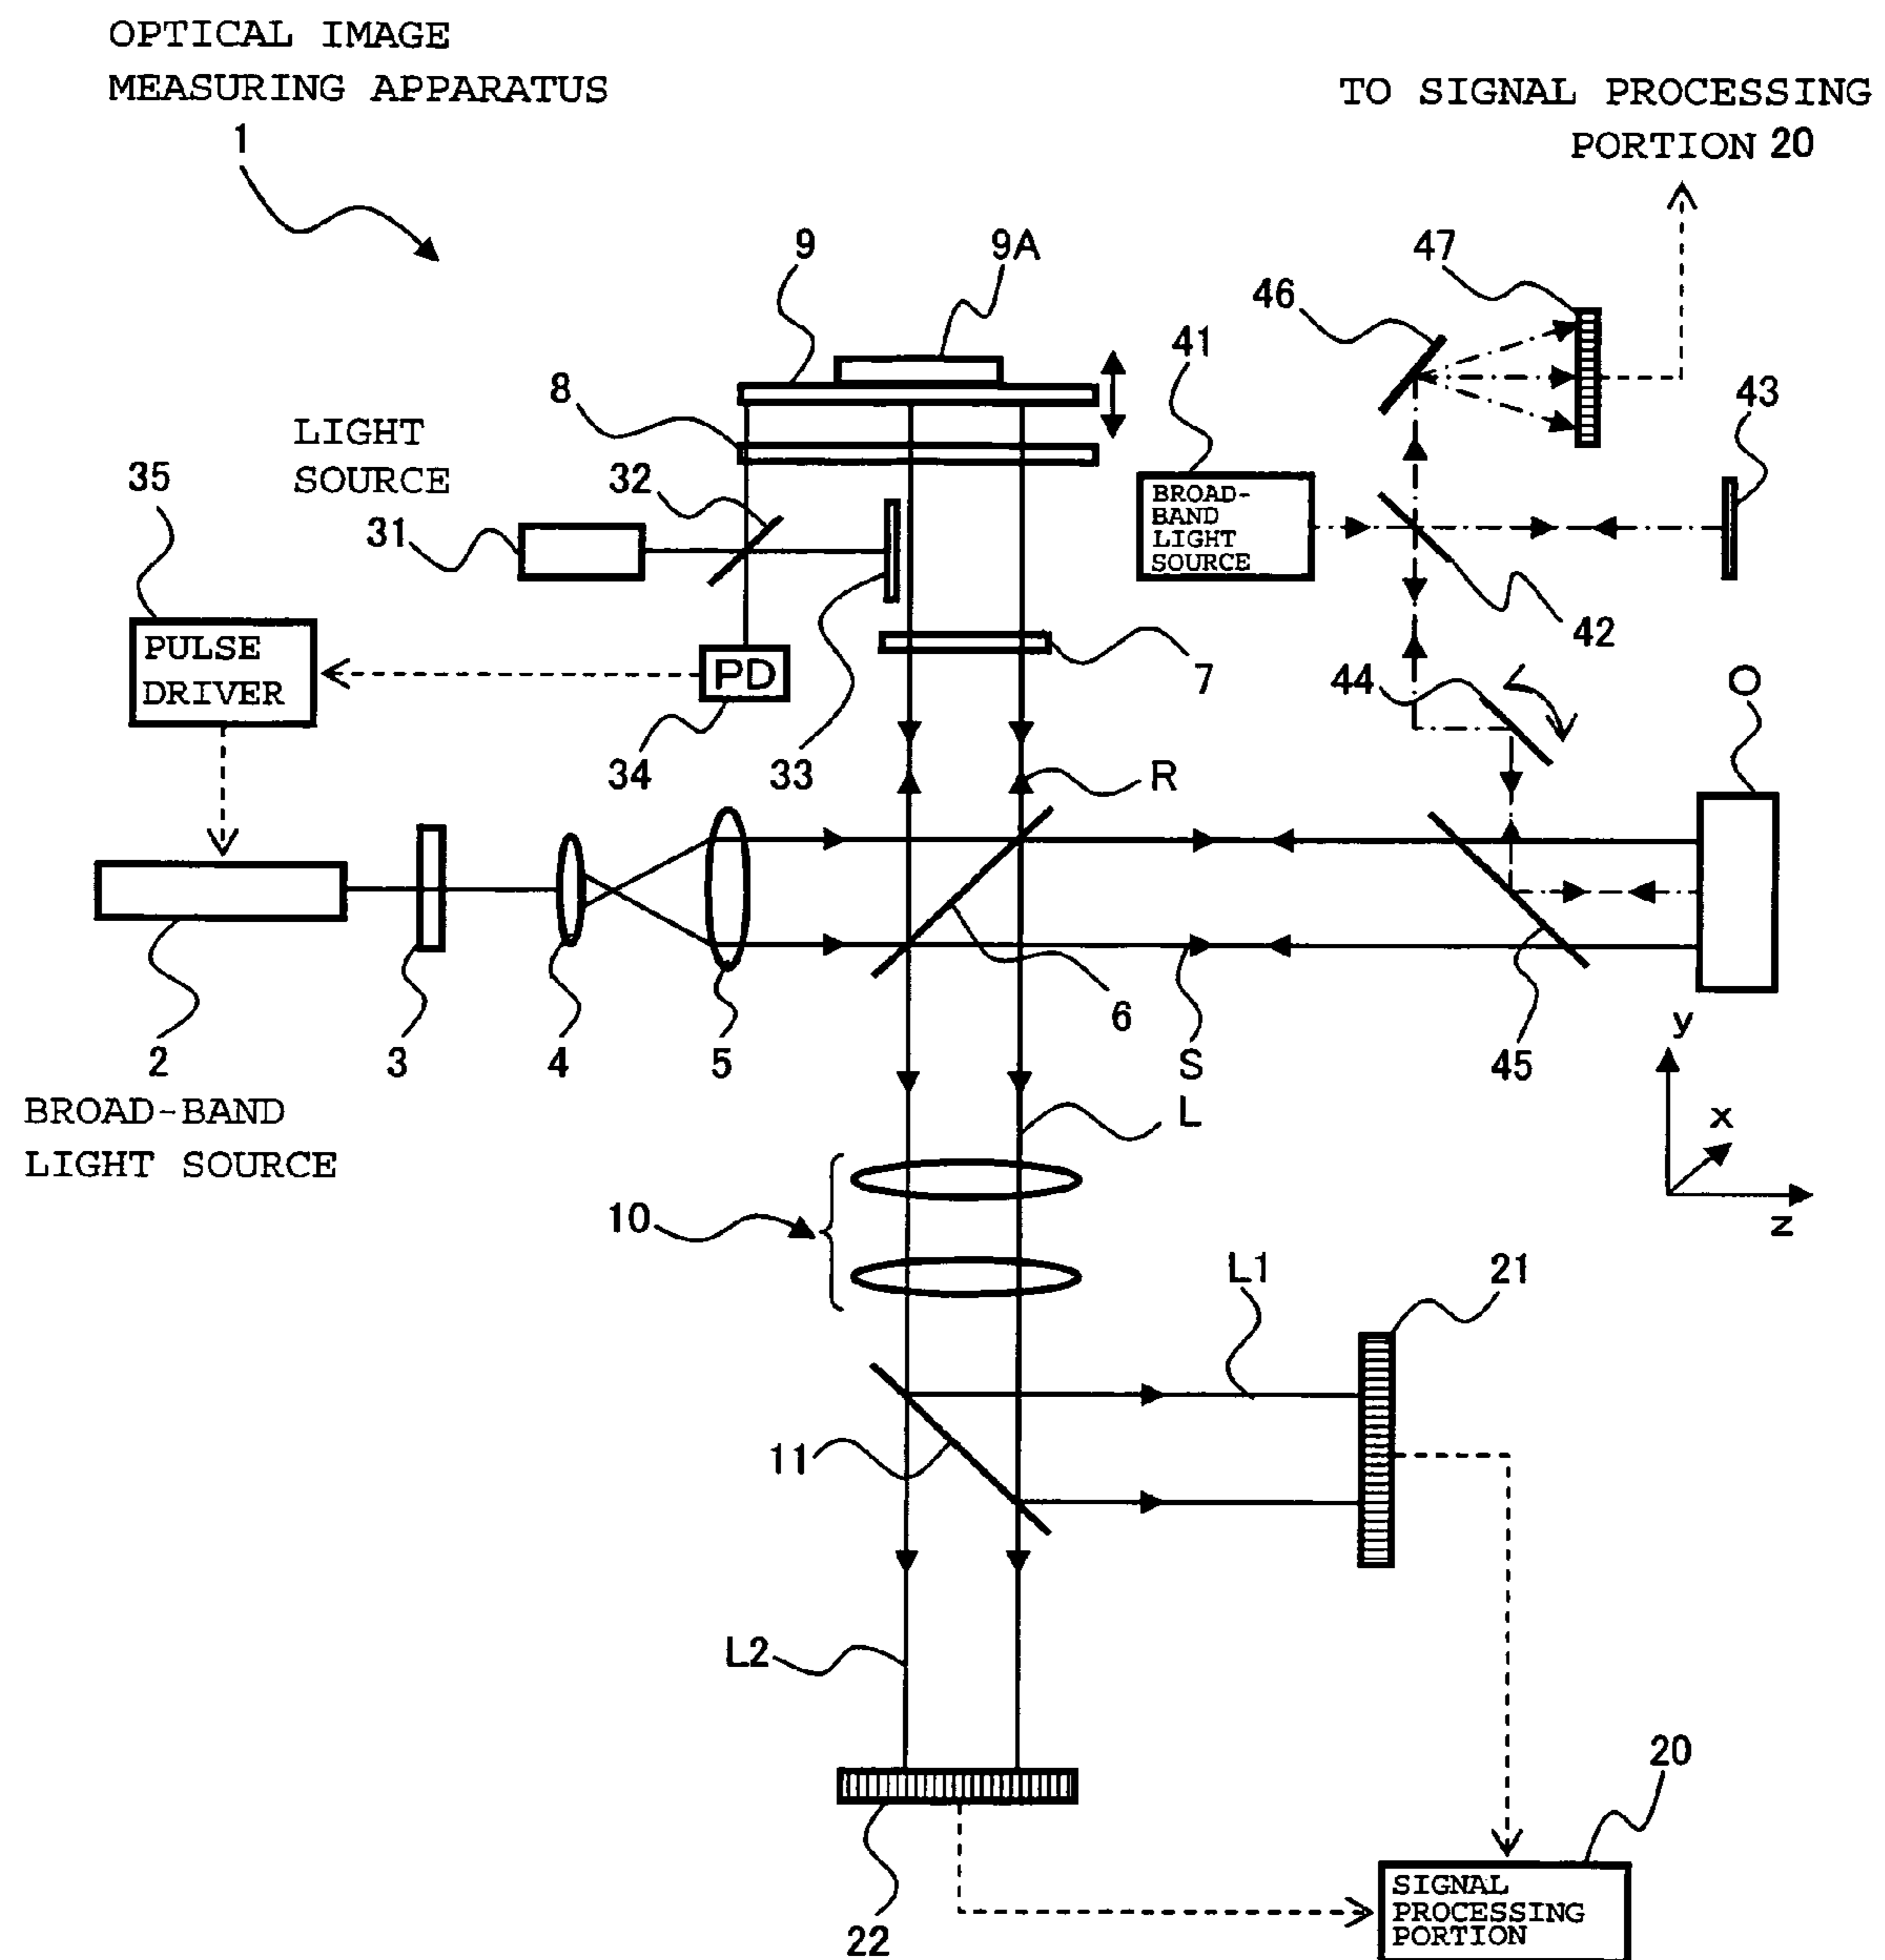 OPTICAL IMAGE
MEASURING APPARATUS
1
TO SIGNAL PROCESSING
PORTION 20
9
9A
47
46
41
43
8
LIGHT
SOURCE
32
35
31
BROAD-
BAND
LIGHT
SOURCE
42
PULSE
DRIVER
PD
7
44
O
34
33
R
6
2
3
4
5
S
45
y
BROAD-BAND
LIGHT SOURCE
L
x
z
10
L1
21
11
L2
20
22
SIGNAL
PROCESSING
PORTION